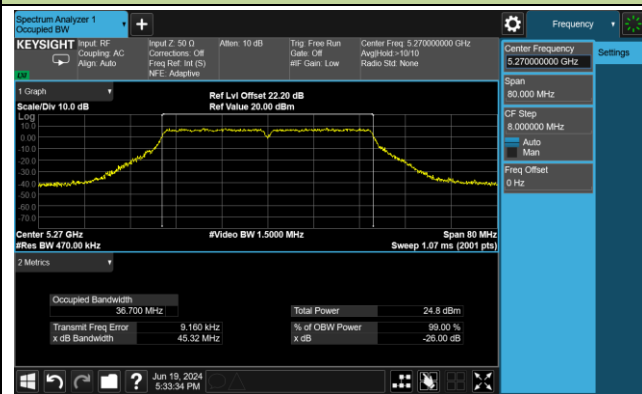 Spectrum Analyzer 1
Occupied BW
Frequency
KEYSIGHT
Input: RF
Coupling: AC
Align: Auto
Input Z: 50 Ω
Corrections: Off
Freq Ref: Int (S)
NFE: Adaptive
Atten: 10 dB
Trig: Free Run
Gate: Off
#IF Gain: Low
Center Freq: 5.270000000 GHz
Avg|Hold:>10/10
Radio Std: None
1 Graph
Scale/Div 10.0 dB
Ref Lvl Offset 22.20 dB
Ref Value 20.00 dBm
Log
10.0
0.00
-10.0
-20.0
-30.0
-40.0
-50.0
-60.0
-70.0
Center 5.27 GHz
#Res BW 470.00 kHz
#Video BW 1.5000 MHz
Span 80 MHz
Sweep 1.07 ms (2001 pts)
2 Metrics
Occupied Bandwidth
36.700 MHz
Total Power 24.8 dBm
Transmit Freq Error 9.160 kHz
% of OBW Power 99.00 %
x dB Bandwidth 45.32 MHz
x dB -26.00 dB
Jun 19, 2024
5:33:34 PM
Center Frequency
5.270000000 GHz
Settings
Span
80.000 MHz
CF Step
8.000000 MHz
Auto
Man
Freq Offset
0 Hz